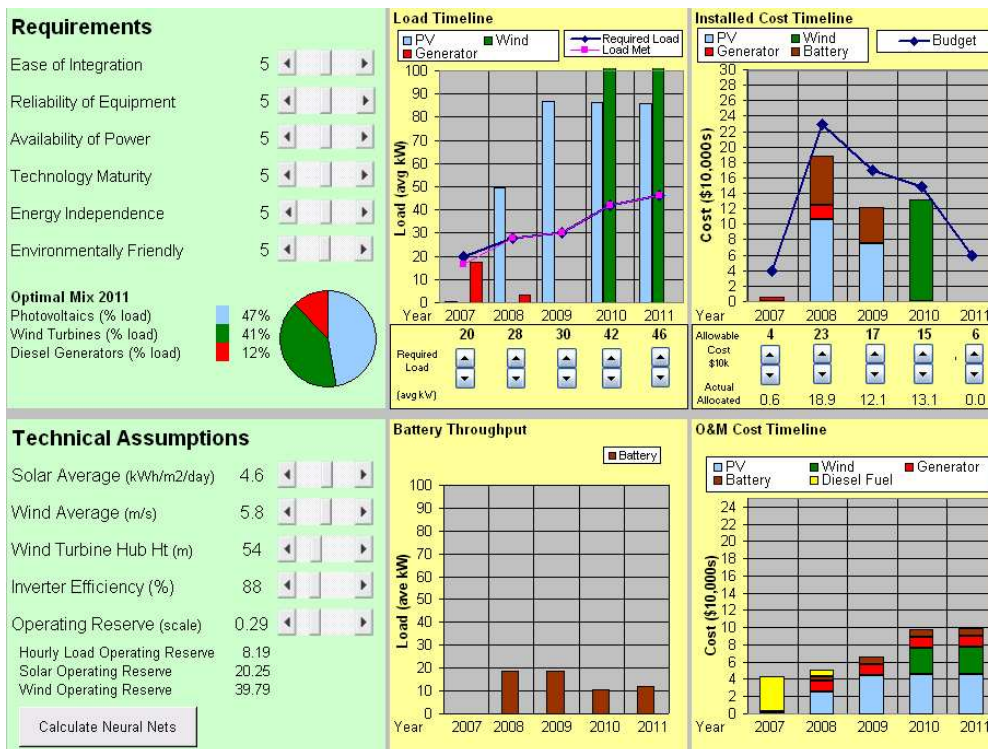 Requirements
Ease of Integration 5
Reliability of Equipment 5
Availability of Power 5
Technology Maturity 5
Energy Independence 5
Environmentally Friendly 5
Optimal Mix 2011
Photovoltaics (% load) 47%
Wind Turbines (% load) 41%
Diesel Generators (% load) 12%
Load Timeline
PV Wind Required Load
Generator Load Met
100
90
80
70
60
50
40
30
20
10
0
Load (avg kW)
Year 2007 2008 2009 2010 2011
20 28 30 42 46
Required
Load
(avg kW)
Installed Cost Timeline
PV Wind Budget
Generator Battery
30
28
26
24
22
20
18
16
14
12
10
8
6
4
2
0
Cost ($10,000s)
Year 2007 2008 2009 2010 2011
Allowable 4 23 17 15 6
Cost
$10k
Actual
Allocated 0.6 18.9 12.1 13.1 0.0
Technical Assumptions
Solar Average (kWh/m2/day) 4.6
Wind Average (m/s) 5.8
Wind Turbine Hub Ht (m) 54
Inverter Efficiency (%) 88
Operating Reserve (scale) 0.29
Hourly Load Operating Reserve 8.19
Solar Operating Reserve 20.25
Wind Operating Reserve 39.79
Calculate Neural Nets
Battery Throughput
Battery
100
90
80
70
60
50
40
30
20
10
0
Load (ave kW)
Year 2007 2008 2009 2010 2011
O&M Cost Timeline
PV Wind Generator
Battery Diesel Fuel
24
22
20
18
16
14
12
10
8
6
4
2
0
Cost ($10,000s)
Year 2007 2008 2009 2010 2011